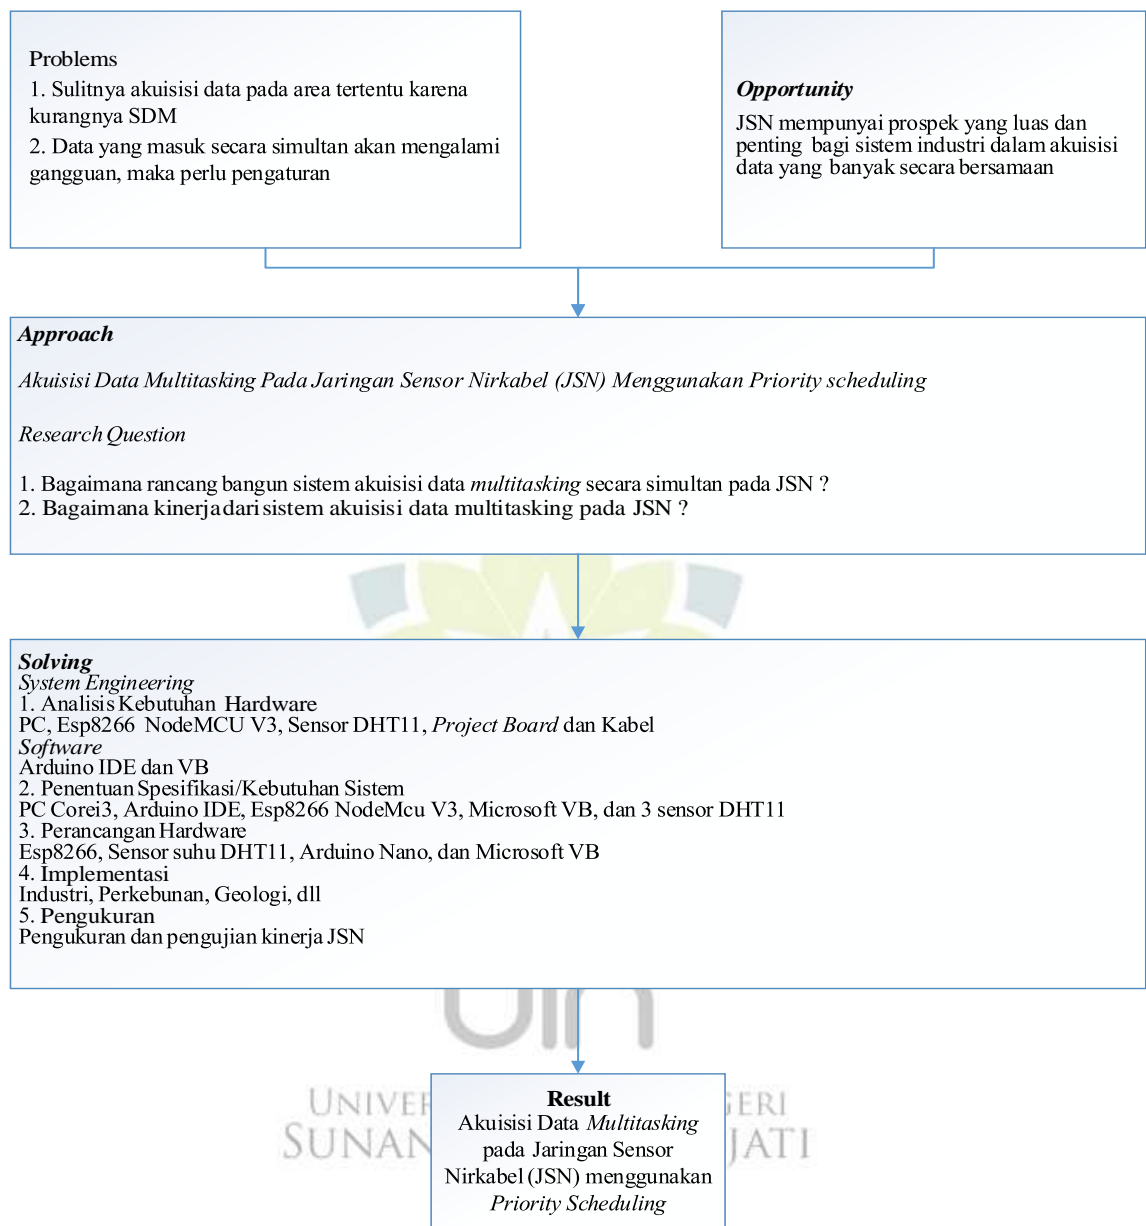 Problems
1. Sulitnya akuisisi data pada area tertentu karena
kurangnya SDM
2. Data yang masuk secara simultan akan mengalami
gangguan, maka perlu pengaturan
Opportunity
JSN mempunyai prospek yang luas dan
penting bagi sistem industri dalam akuisisi
data yang banyak secara bersamaan
Approach
Akuisisi Data Multitasking Pada Jaringan Sensor Nirkabel (JSN) Menggunakan Priority scheduling
Research Question
1. Bagaimana rancang bangun sistem akuisisi data multitasking secara simultan pada JSN ?
2. Bagaimana kinerja dari sistem akuisisi data multitasking pada JSN ?
Solving
System Engineering
1. Analisis Kebutuhan Hardware
PC, Esp8266 NodeMCU V3, Sensor DHT11, Project Board dan Kabel
Software
Arduino IDE dan VB
2. Penentuan Spesifikasi/Kebutuhan Sistem
PC Corei3, Arduino IDE, Esp8266 NodeMcu V3, Microsoft VB, dan 3 sensor DHT11
3. Perancangan Hardware
Esp8266, Sensor suhu DHT11, Arduino Nano, dan Microsoft VB
4. Implementasi
Industri, Perkebunan, Geologi, dll
5. Pengukuran
Pengukuran dan pengujian kinerja JSN
uin
Result
Akuisisi Data Multitasking
pada Jaringan Sensor
Nirkabel (JSN) menggunakan
Priority Scheduling
SUNAN